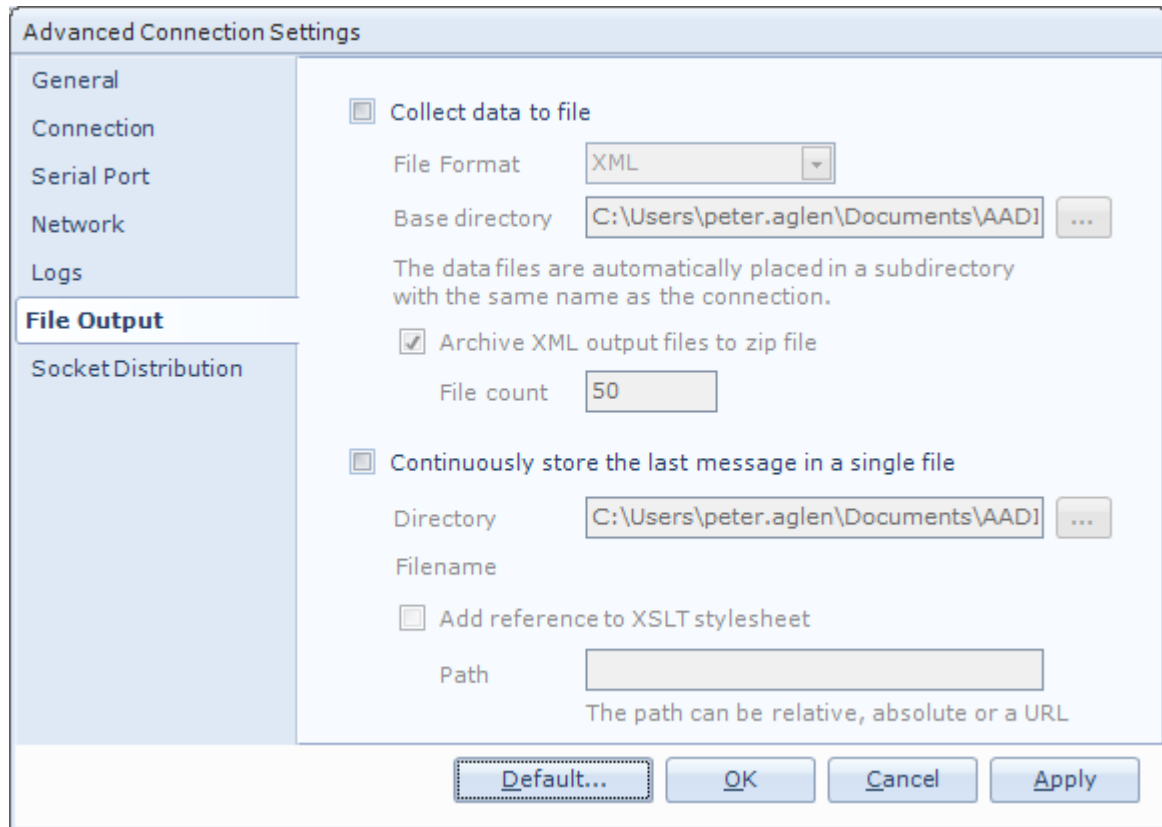 Advanced Connection Settings
General
Connection
Serial Port
Network
Logs
File Output
Socket Distribution
Collect data to file
File Format XML
Base directory C:\Users\peter.aglen\Documents\AADI ...
The data files are automatically placed in a subdirectory
with the same name as the connection.
Archive XML output files to zip file
File count 50
Continuously store the last message in a single file
Directory C:\Users\peter.aglen\Documents\AADI ...
Filename
Add reference to XSLT stylesheet
Path
The path can be relative, absolute or a URL
Default... OK Cancel Apply